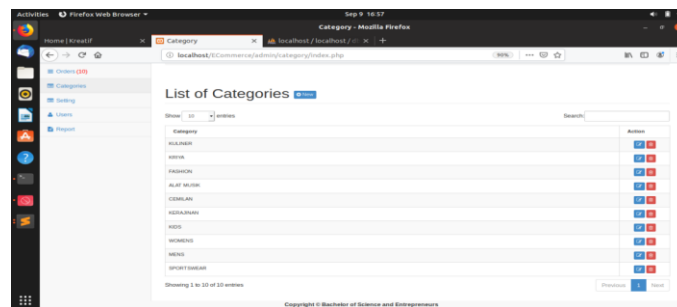 Activities Firefox Web Browser Sep 9 16:57
Category - Mozilla Firefox
Home | Kreatif Category localhost / localhost /
localhost/ECommerce/admin/category/index.php 90%
Orders (10)
Categories
Setting
Users
Report
List of Categories New
Show 10 entries Search:
Category Action
KULINER
KRIYA
FASHION
ALAT MUSIK
CEMILAN
KERAJINAN
KIDS
WOMENS
MENS
SPORTSWEAR
Showing 1 to 10 of 10 entries Previous 1 Next
Copyright © Bachelor of Science and Entrepreneurs